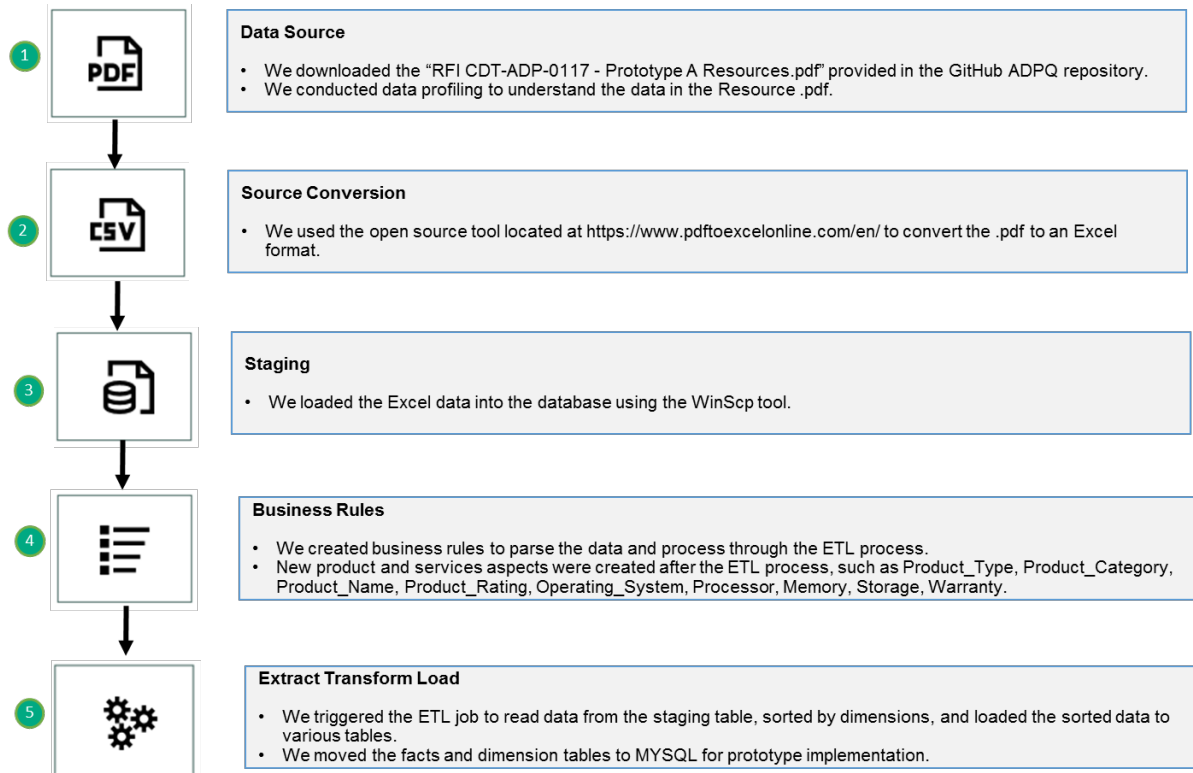 1
PDF
Data Source
• We downloaded the “RFI CDT-ADP-0117 - Prototype A Resources.pdf” provided in the GitHub ADPQ repository.
• We conducted data profiling to understand the data in the Resource .pdf.
2
CSV
Source Conversion
• We used the open source tool located at https://www.pdftoexcelonline.com/en/ to convert the .pdf to an Excel
format.
3
Staging
• We loaded the Excel data into the database using the WinScp tool.
4
Business Rules
• We created business rules to parse the data and process through the ETL process.
• New product and services aspects were created after the ETL process, such as Product_Type, Product_Category,
Product_Name, Product_Rating, Operating_System, Processor, Memory, Storage, Warranty.
5
Extract Transform Load
• We triggered the ETL job to read data from the staging table, sorted by dimensions, and loaded the sorted data to
various tables.
• We moved the facts and dimension tables to MYSQL for prototype implementation.